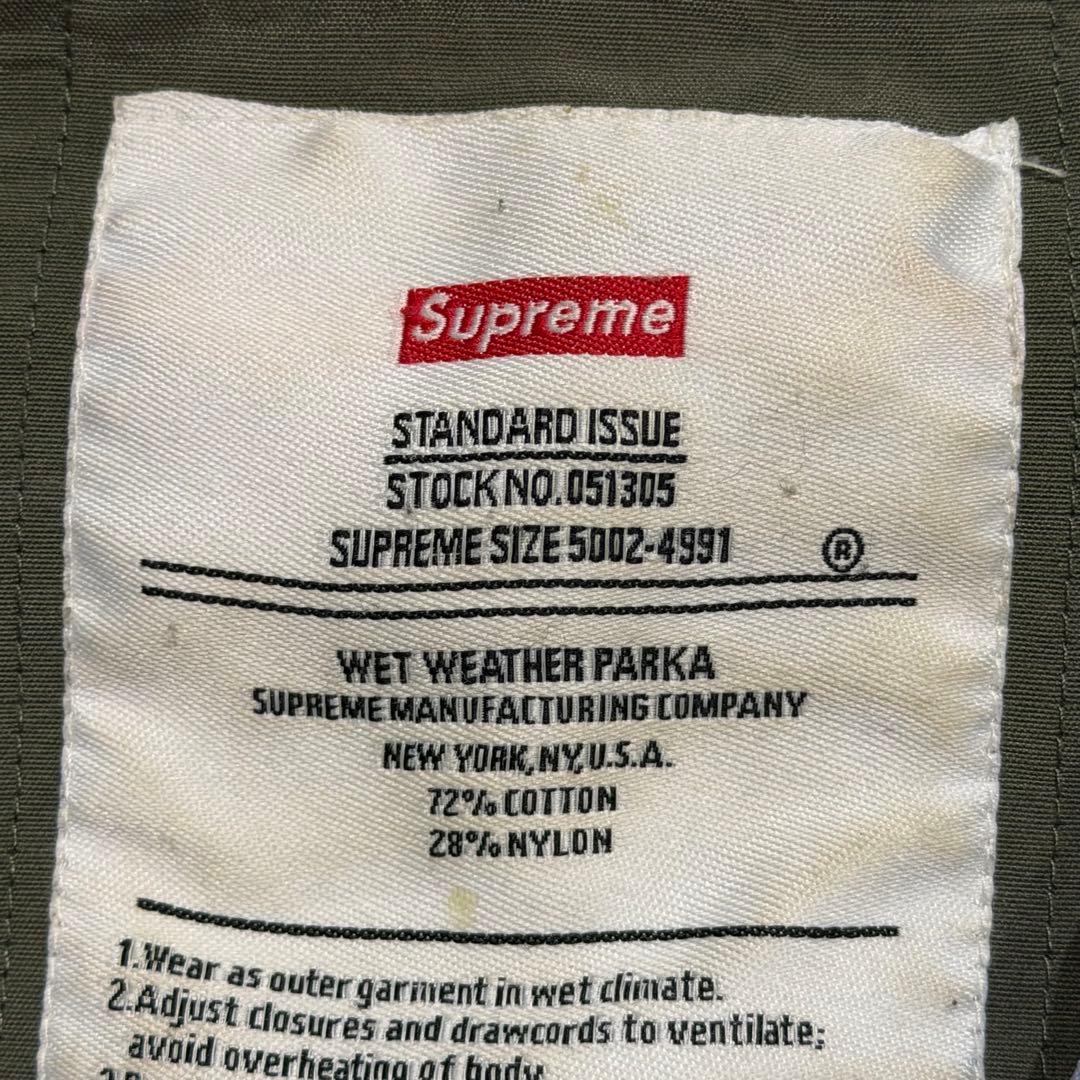 Supreme
STANDARD ISSUE
STOCK NO. 051305
SUPREME SIZE 5002-4991 ®
WET WEATHER PARKA
SUPREME MANUFACTURING COMPANY
NEW YORK, NY, U.S.A.
72% COTTON
28% NYLON
1. Wear as outer garment in wet climate.
2. Adjust closures and drawcords to ventilate;
avoid overheating of body.